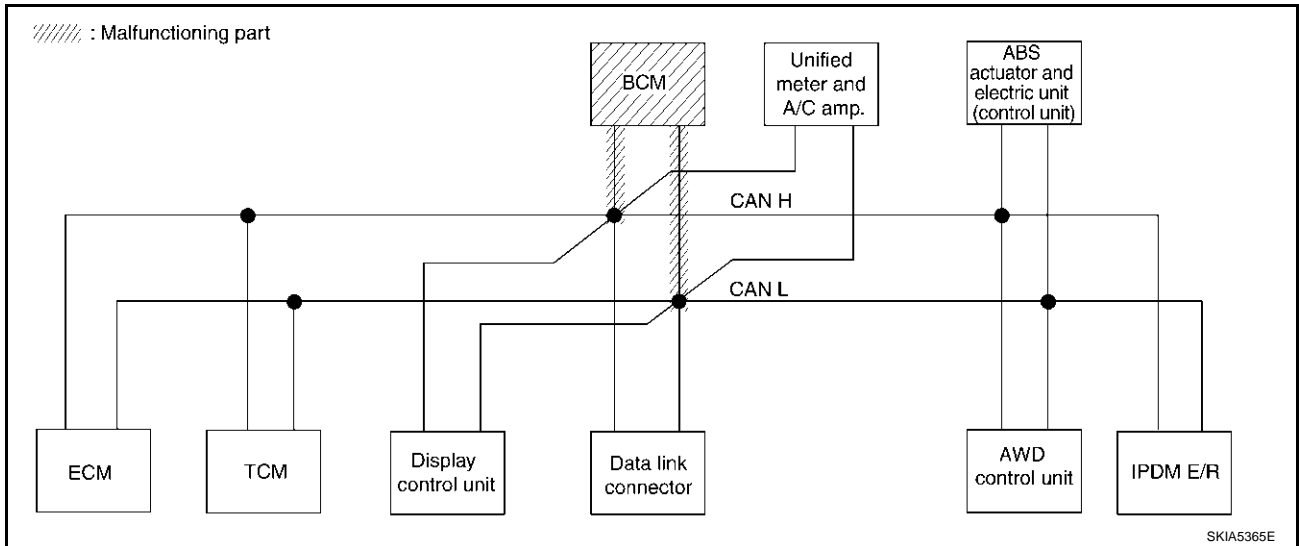 : Malfunctioning part
BCM
Unified
meter and
A/C amp.
ABS
actuator and
electric unit
(control unit)
CAN H
CAN L
ECM
TCM
Display
control unit
Data link
connector
AWD
control unit
IPDM E/R
SKIA5365E